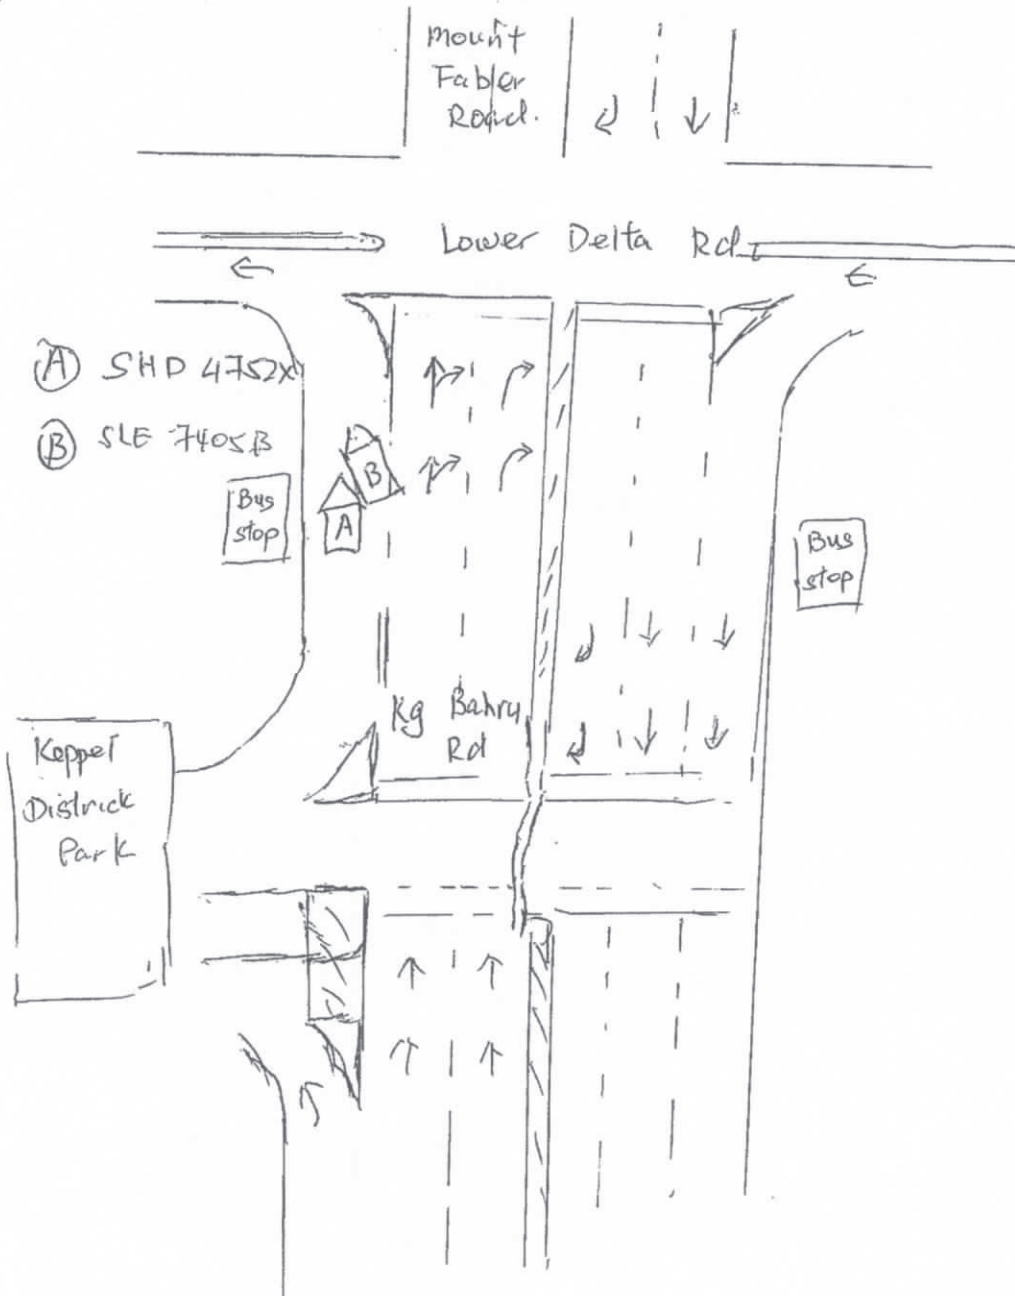 Mount
Fabler
Road.
Lower Delta Rd
A SHD 4752X
B SLE 7405B
Bus
stop
B
A
Bus
stop
Kg Bahru
Rd
Keppel
Districk
Park